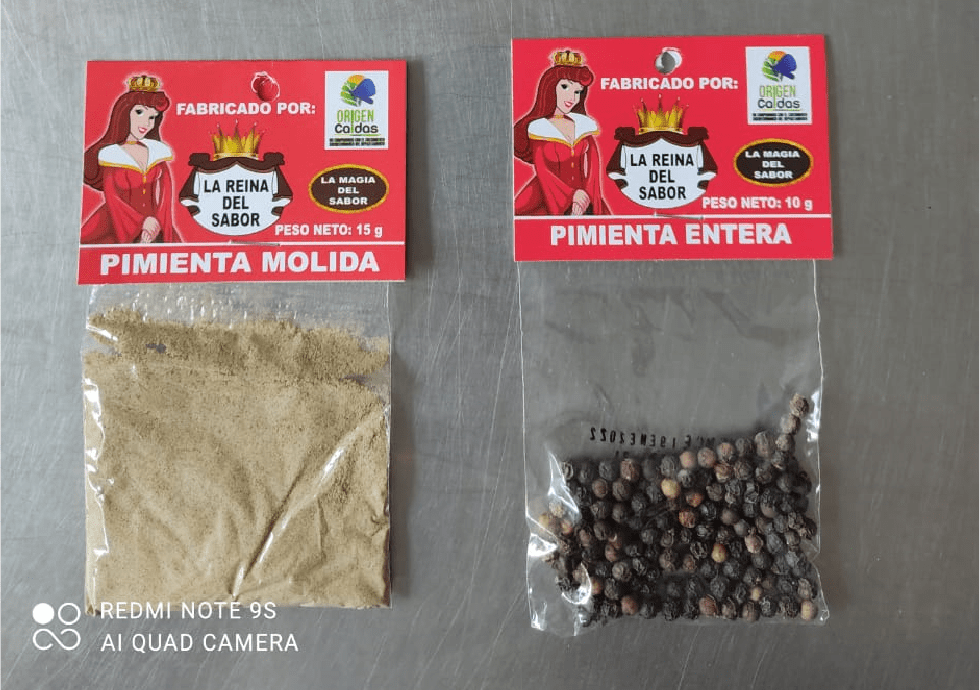 FABRICADO POR:
ORIGEN
Caldas
LA REINA
DEL
SABOR
LA MAGIA
DEL
SABOR
PESO NETO: 15 g
PIMIENTA MOLIDA
FABRICADO POR:
ORIGEN
Caldas
LA REINA
DEL
SABOR
LA MAGIA
DEL
SABOR
PESO NETO: 10 g
PIMIENTA ENTERA
REDMI NOTE 9S
AI QUAD CAMERA